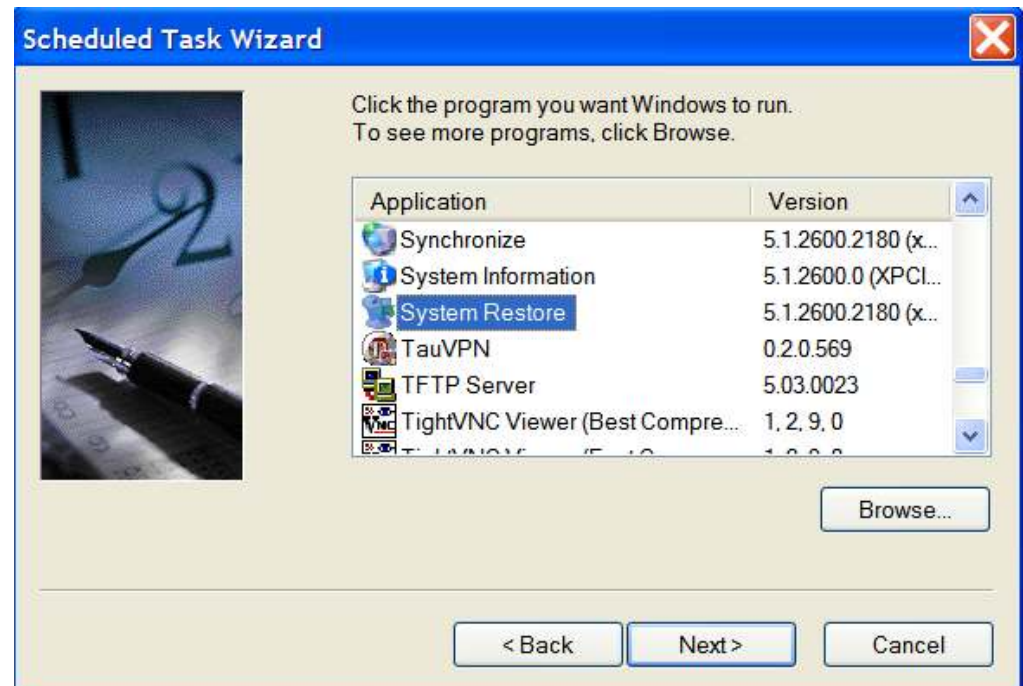 Scheduled Task Wizard
Click the program you want Windows to run.
To see more programs, click Browse.
Application Version
Synchronize 5.1.2600.2180 (x...
System Information 5.1.2600.0 (XPCl...
System Restore 5.1.2600.2180 (x...
TauVPN 0.2.0.569
TFTP Server 5.03.0023
TightVNC Viewer (Best Compre... 1, 2, 9, 0
Browse...
< Back Next > Cancel